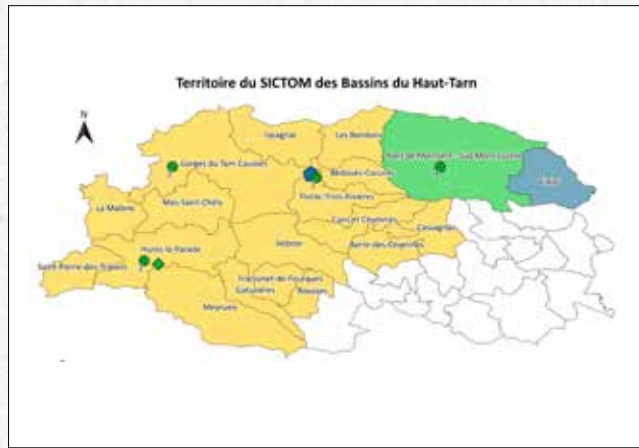 Territoire du SICTOM des Bassins du Haut-Tarn
N
Ispagnac
Les Bondons
Gorges du Tarn Causses
Pont de Montvert - Sud Mont Lozère
Bédouès-Cocurès
Mas-Saint-Chély
Florac Trois Rivières
La Malène
Cans et Cévennes
Cassagnas
Vebron
Barre-des-Cévennes
Hures-la-Parade
Saint-Pierre-des-Tripiers
Fraissinet-de-Fourques
Gatuzières
Bassurels
Meyrueis